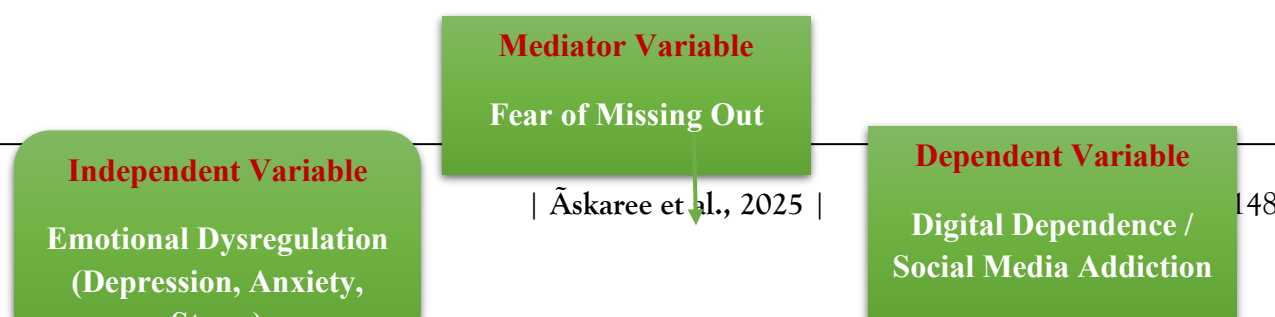 Mediator Variable
Fear of Missing Out
Independent Variable
Emotional Dysregulation
(Depression, Anxiety,
Dependent Variable
Digital Dependence /
Social Media Addiction
| Ãskaree et al., 2025 |
148